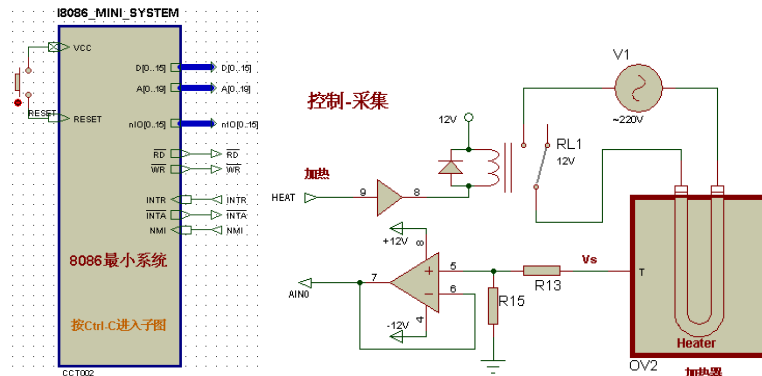 I8086_MINI_SYSTEM
VCC
RESET
RESET
D[0..15]
D[0..15]
A[0..19]
A[0..19]
nIO[0..15]
nIO[0..15]
RD
RD
WR
WR
INTR
INTR
INTA
INTA
NMI
NMI
8086最小系统
按Ctrl-C进入子图
CCT002
控制-采集
V1
~220V
12V
RL1
12V
加热
HEAT
9
8
+12V
8
7
+
5
-
6
AIN0
-12V
4
R15
R13
Vs
T
Heater
OV2
加热器